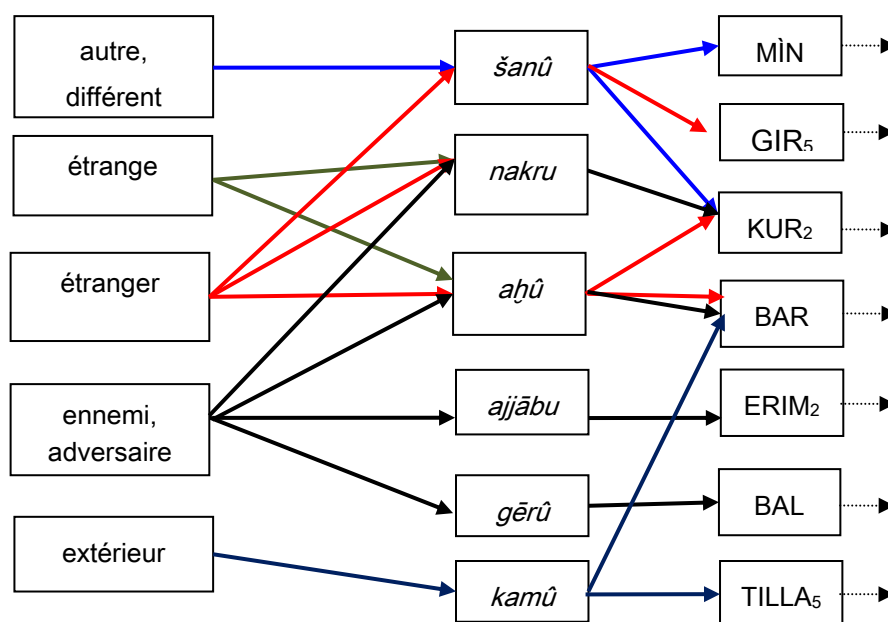 autre,
différent
étrange
étranger
ennemi,
adversaire
extérieur
šanû
nakru
aḫû
ajjābu
gērû
kamû
MÌN
GIR₅
KUR₂
BAR
ERIM₂
BAL
TILLA₅